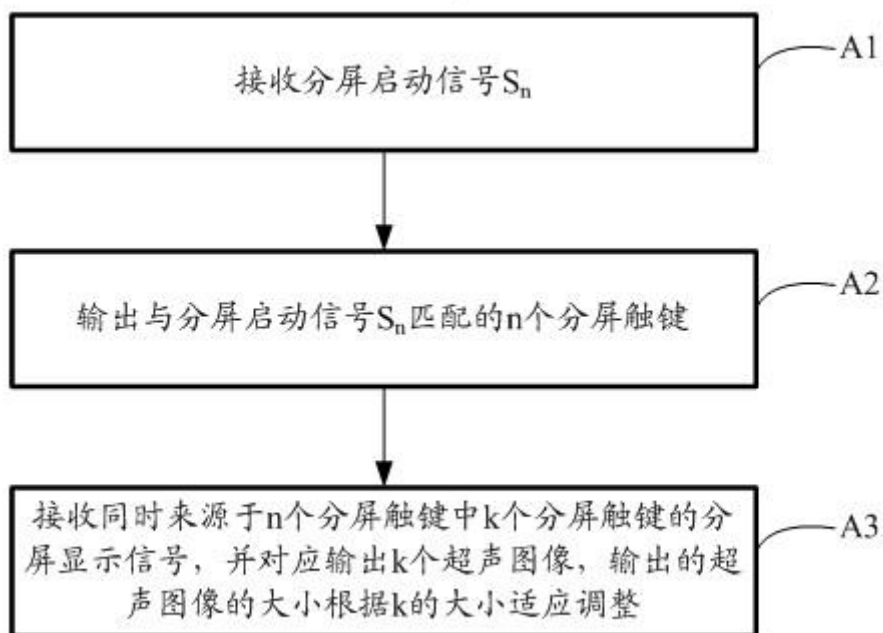 接收分屏启动信号Sₙ
A1
输出与分屏启动信号Sₙ匹配的n个分屏触键
A2
接收同时来源于n个分屏触键中k个分屏触键的分
屏显示信号，并对应输出k个超声图像，输出的超
声图像的大小根据k的大小适应调整
A3